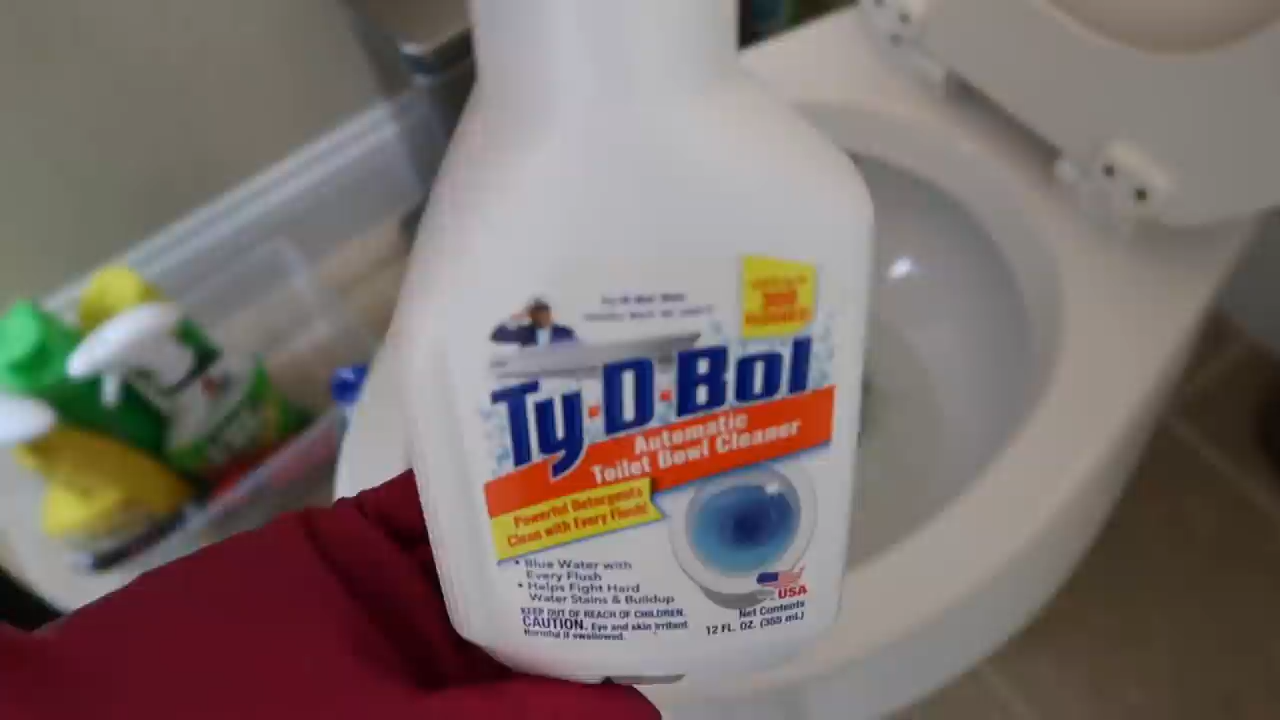 300
Ty-D-Bol
Automatic
Toilet Bowl Cleaner
Powerful Detergents
Clean with Every Flush!
• Blue Water with
Every Flush
• Helps Fight Hard
Water Stains & Buildup
KEEP OUT OF REACH OF CHILDREN.
CAUTION. Eye and skin irritant.
Harmful if swallowed.
USA
Net Contents
12 FL. OZ. (355 mL)